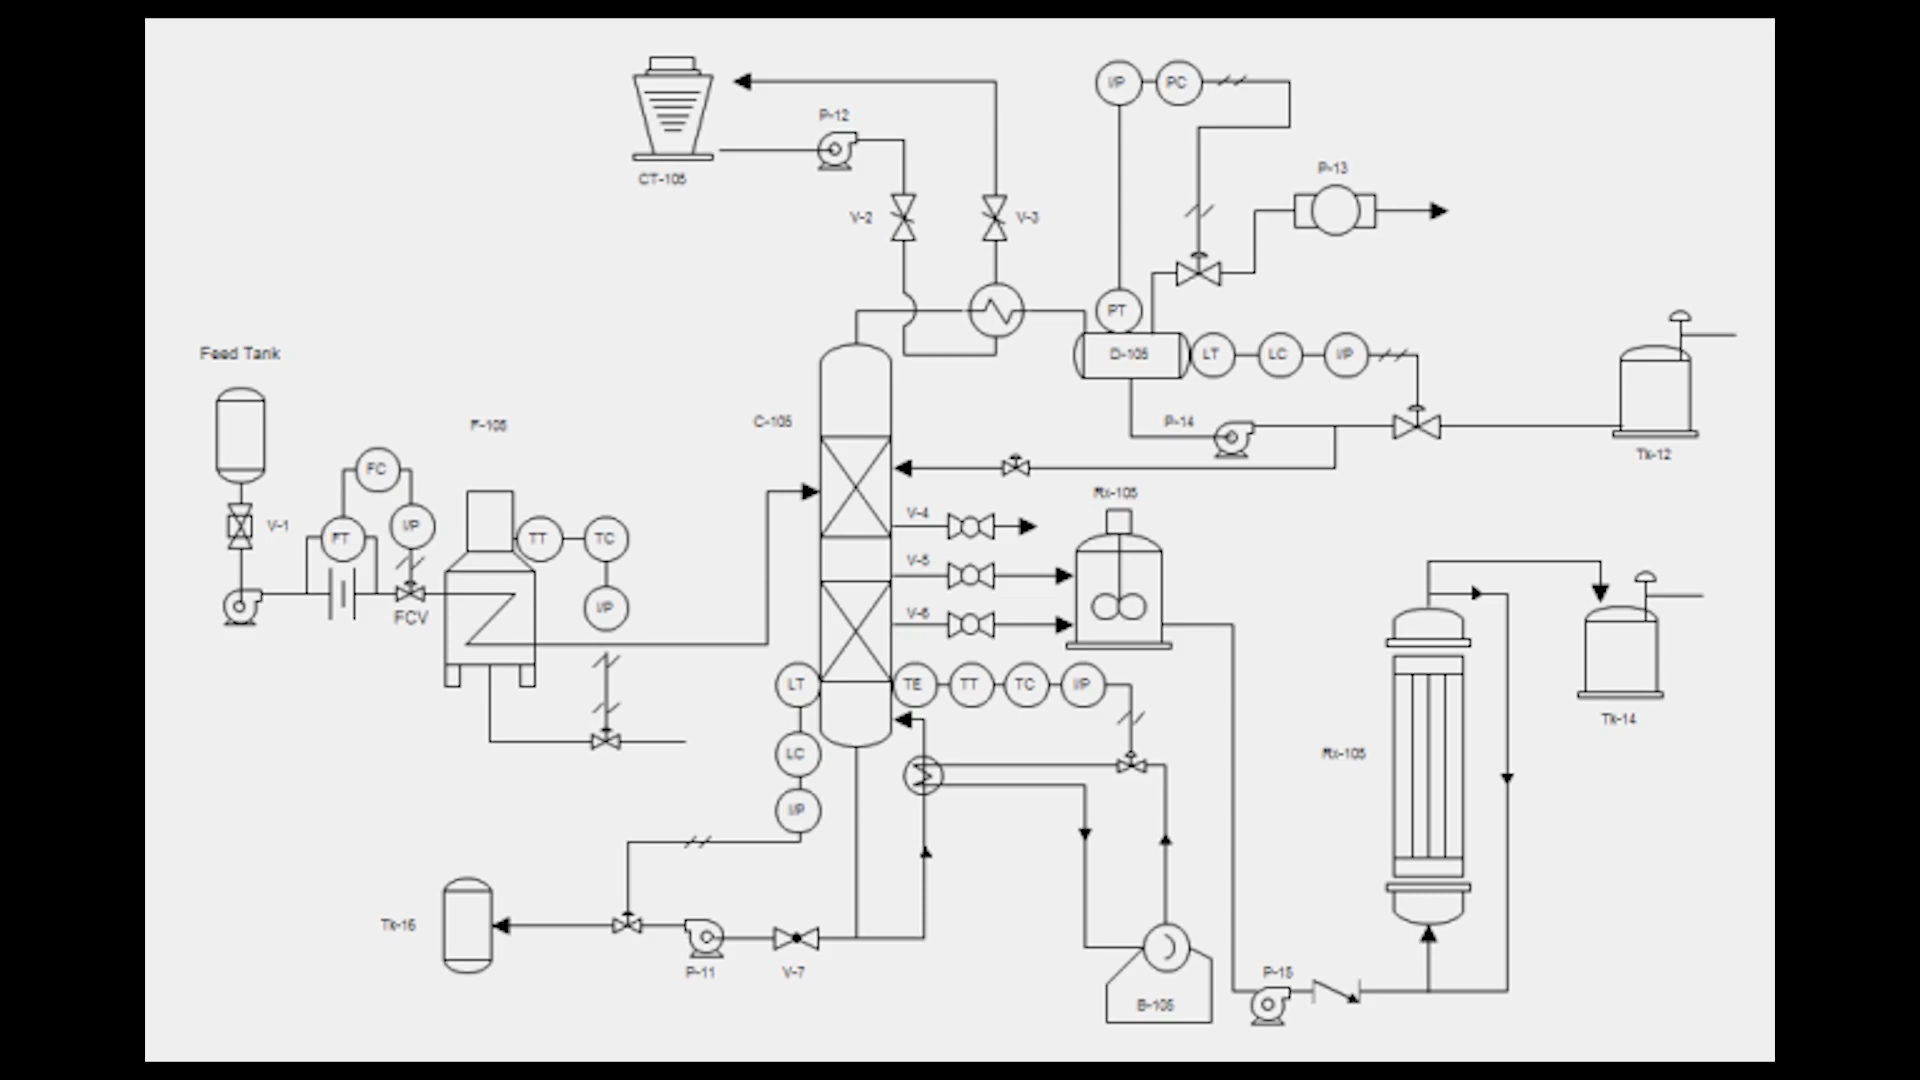 I/P
PC
P-12
P-13
CT-105
V-2
V-3
PT
Feed Tank
D-105
LT
LC
I/P
C-105
P-14
F-105
Tk-12
FC
Rx-105
V-4
V-1
I/P
FT
TT
TC
V-5
I/P
V-6
FCV
LT
TE
TT
TC
I/P
Tk-14
LC
Rx-105
I/P
Tk-15
P-11
V-7
P-15
B-105